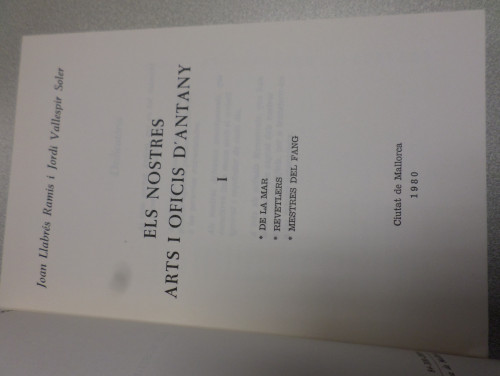 Joan Llabrés Ramis i Jordi Vallespir Soler
ELS NOSTRES
ARTS I OFICIS D'ANTANY
I
* DE LA MAR
* REVETLERS
* MESTRES DEL FANG
Ciutat de Mallorca
1980